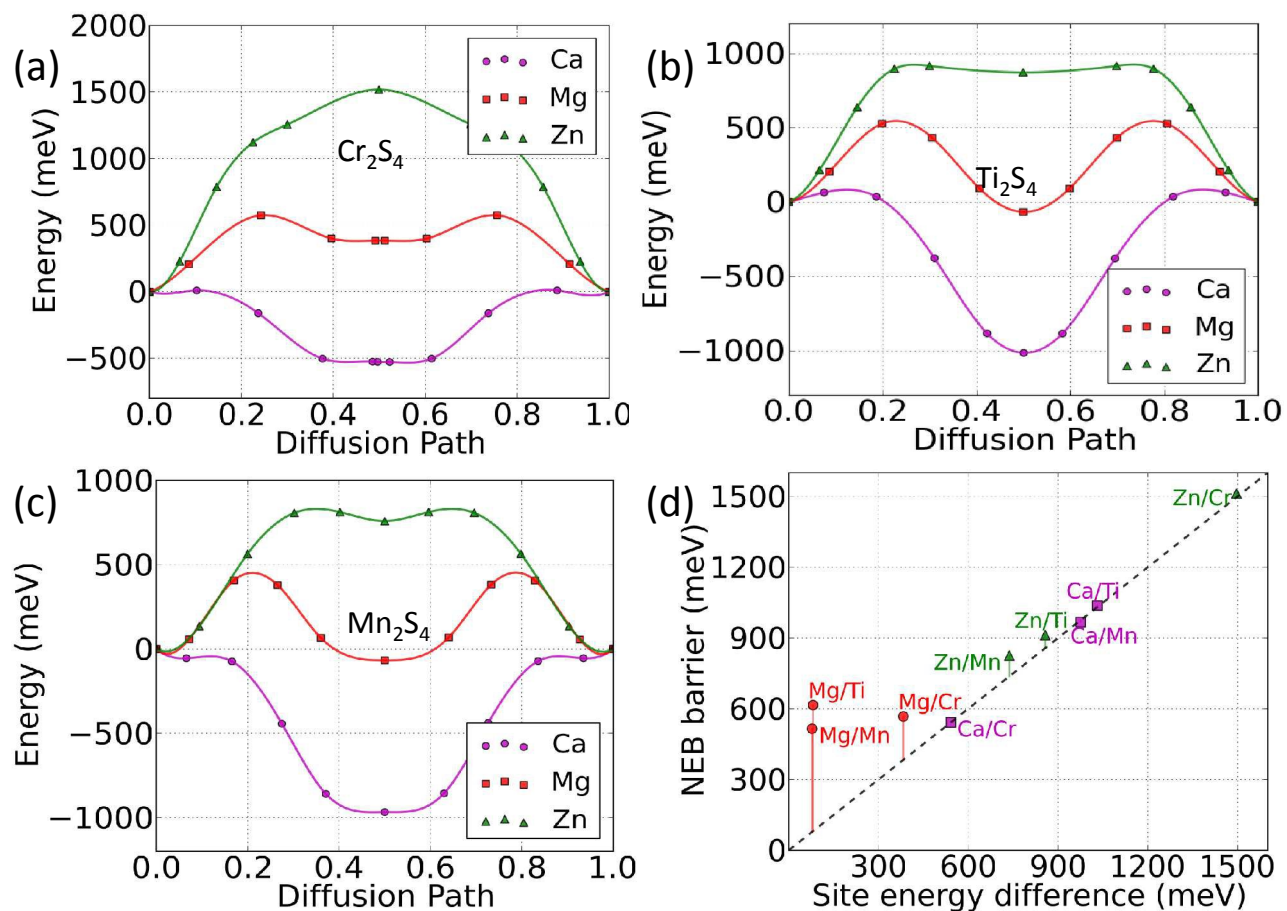 (a)
2000
1500
1000
500
0
−500
Energy (meV)
Ca
Mg
Zn
Cr₂S₄
0.0 0.2 0.4 0.6 0.8 1.0
Diffusion Path
(b)
1000
500
0
−500
−1000
Energy (meV)
Ti₂S₄
Ca
Mg
Zn
0.0 0.2 0.4 0.6 0.8 1.0
Diffusion Path
(c)
1000
500
0
−500
−1000
Energy (meV)
Mn₂S₄
Ca
Mg
Zn
0.0 0.2 0.4 0.6 0.8 1.0
Diffusion Path
(d)
1500
1200
900
600
300
0
NEB barrier (meV)
Zn/Cr
Ca/Ti
Zn/Ti
Ca/Mn
Zn/Mn
Mg/Ti
Mg/Cr
Mg/Mn
Ca/Cr
300 600 900 1200 1500
Site energy difference (meV)